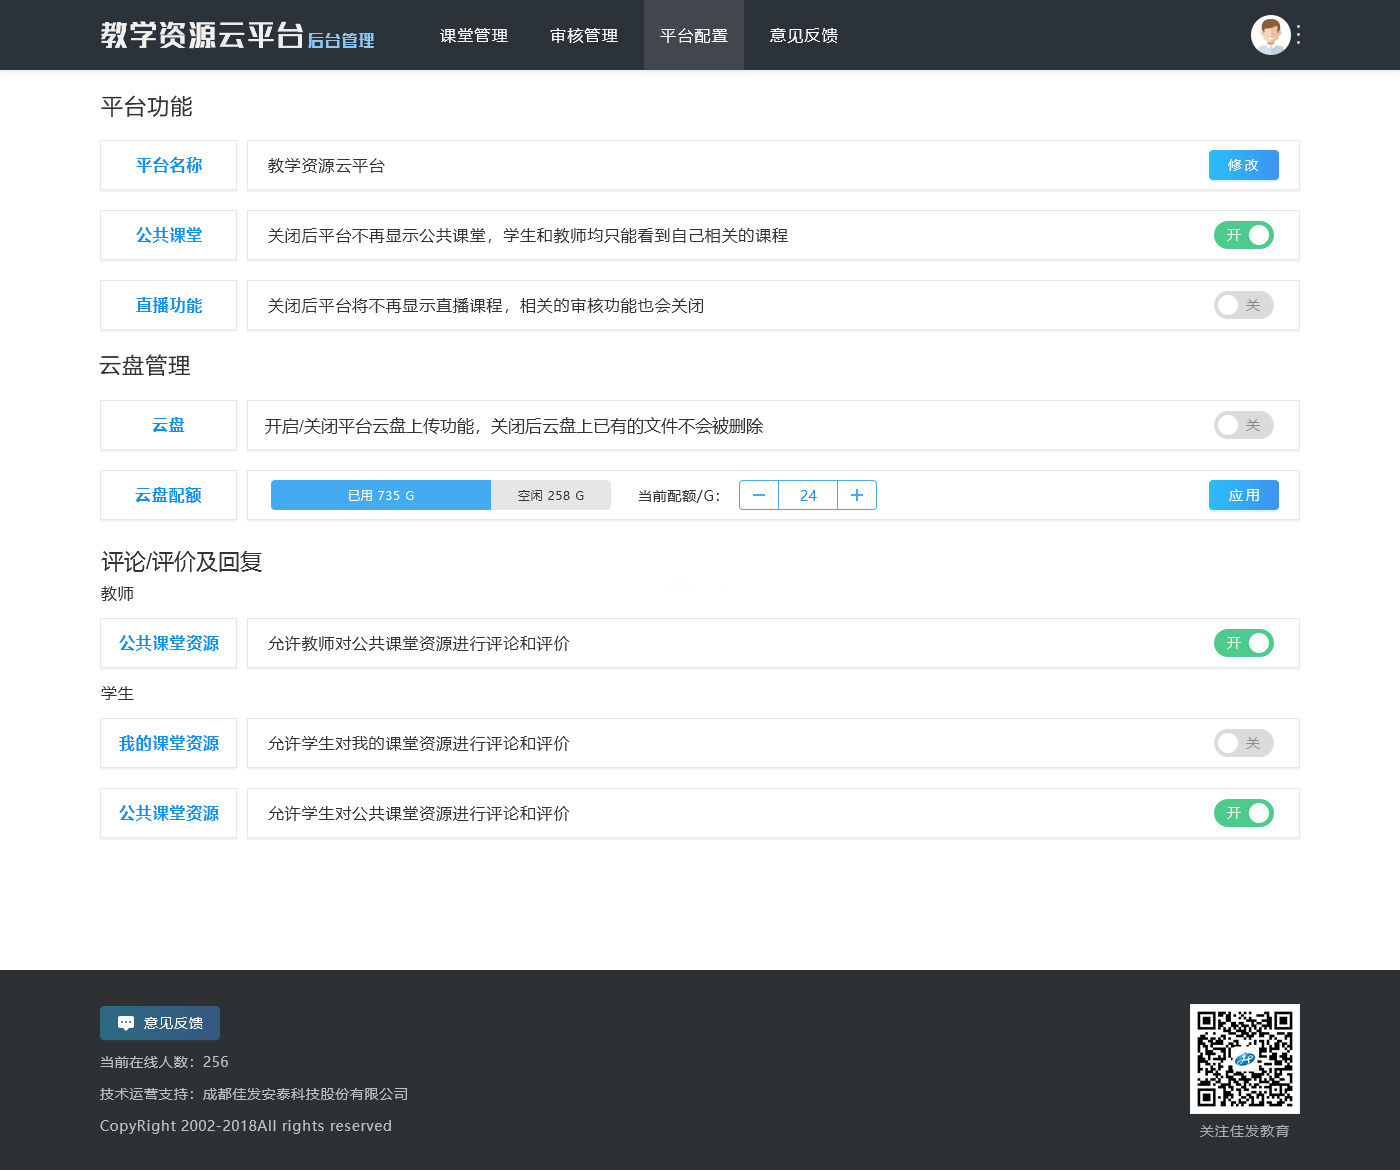 教学资源云平台 后台管理 课堂管理 审核管理 平台配置 意见反馈
平台功能
平台名称 教学资源云平台 修改
公共课堂 关闭后平台不再显示公共课堂，学生和教师均只能看到自己相关的课程 开
直播功能 关闭后平台将不再显示直播课程，相关的审核功能也会关闭 关
云盘管理
云盘 开启/关闭平台云盘上传功能，关闭后云盘上已有的文件不会被删除 关
云盘配额 已用 735 G 空闲 258 G 当前配额/G： － 24 ＋ 应用
评论/评价及回复
教师
公共课堂资源 允许教师对公共课堂资源进行评论和评价 开
学生
我的课堂资源 允许学生对我的课堂资源进行评论和评价 关
公共课堂资源 允许学生对公共课堂资源进行评论和评价 开
意见反馈
当前在线人数：256
技术运营支持：成都佳发安泰科技股份有限公司
CopyRight 2002-2018All rights reserved
关注佳发教育